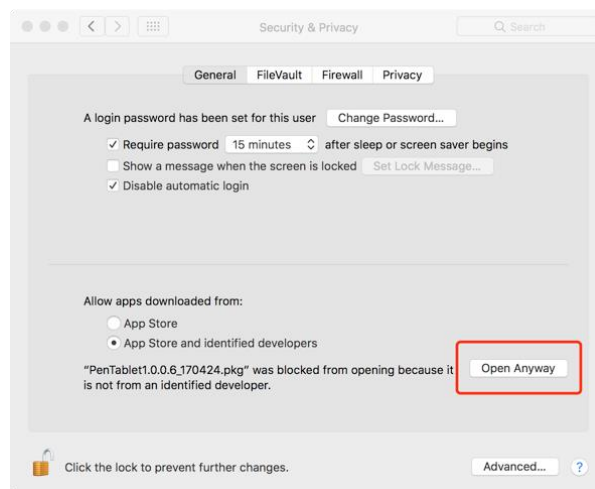 Security & Privacy
Search
General FileVault Firewall Privacy
A login password has been set for this user Change Password...
Require password 15 minutes after sleep or screen saver begins
Show a message when the screen is locked Set Lock Message...
Disable automatic login
Allow apps downloaded from:
App Store
App Store and identified developers
"PenTablet1.0.0.6_170424.pkg" was blocked from opening because it Open Anyway
is not from an identified developer.
Click the lock to prevent further changes. Advanced... ?